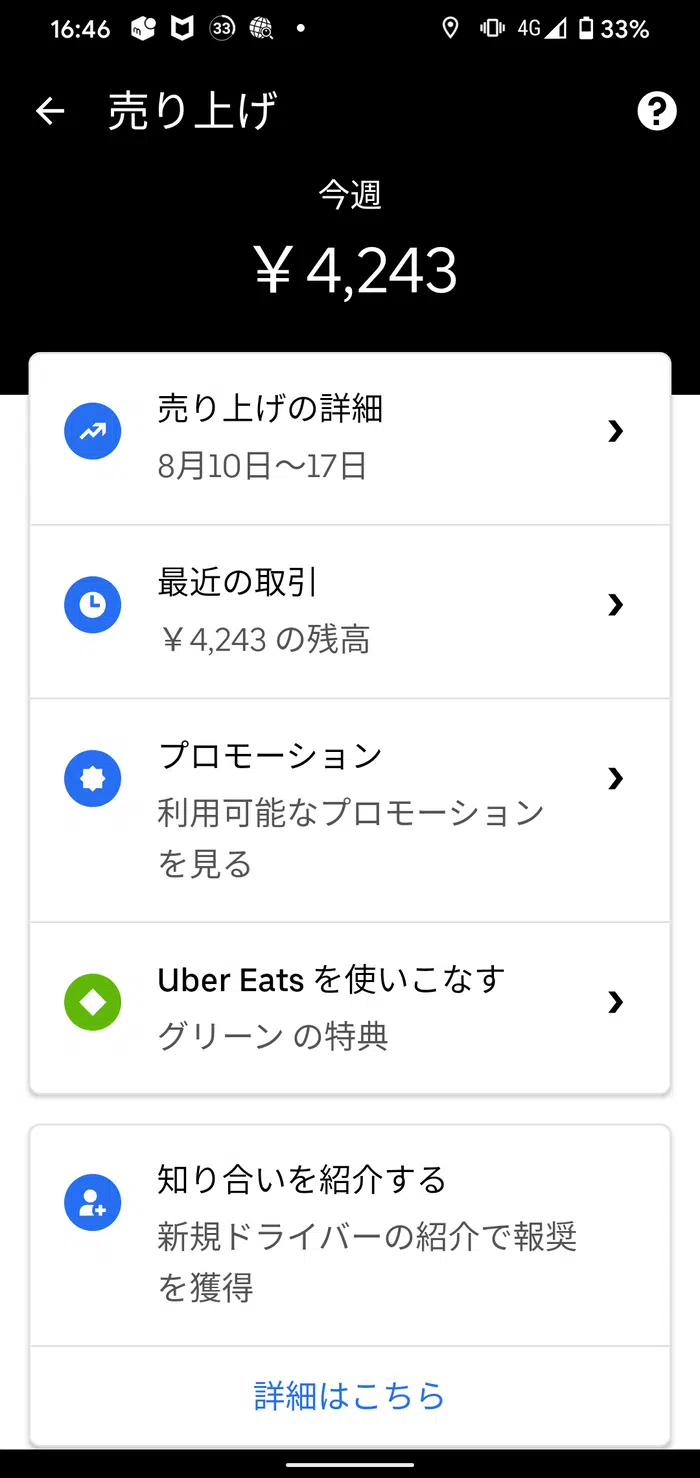 16:46 33 4G 33%
売り上げ
今週
￥4,243
売り上げの詳細
8月10日〜17日
最近の取引
￥4,243 の残高
プロモーション
利用可能なプロモーション
を見る
Uber Eats を使いこなす
グリーン の特典
知り合いを紹介する
新規ドライバーの紹介で報奨
を獲得
詳細はこちら